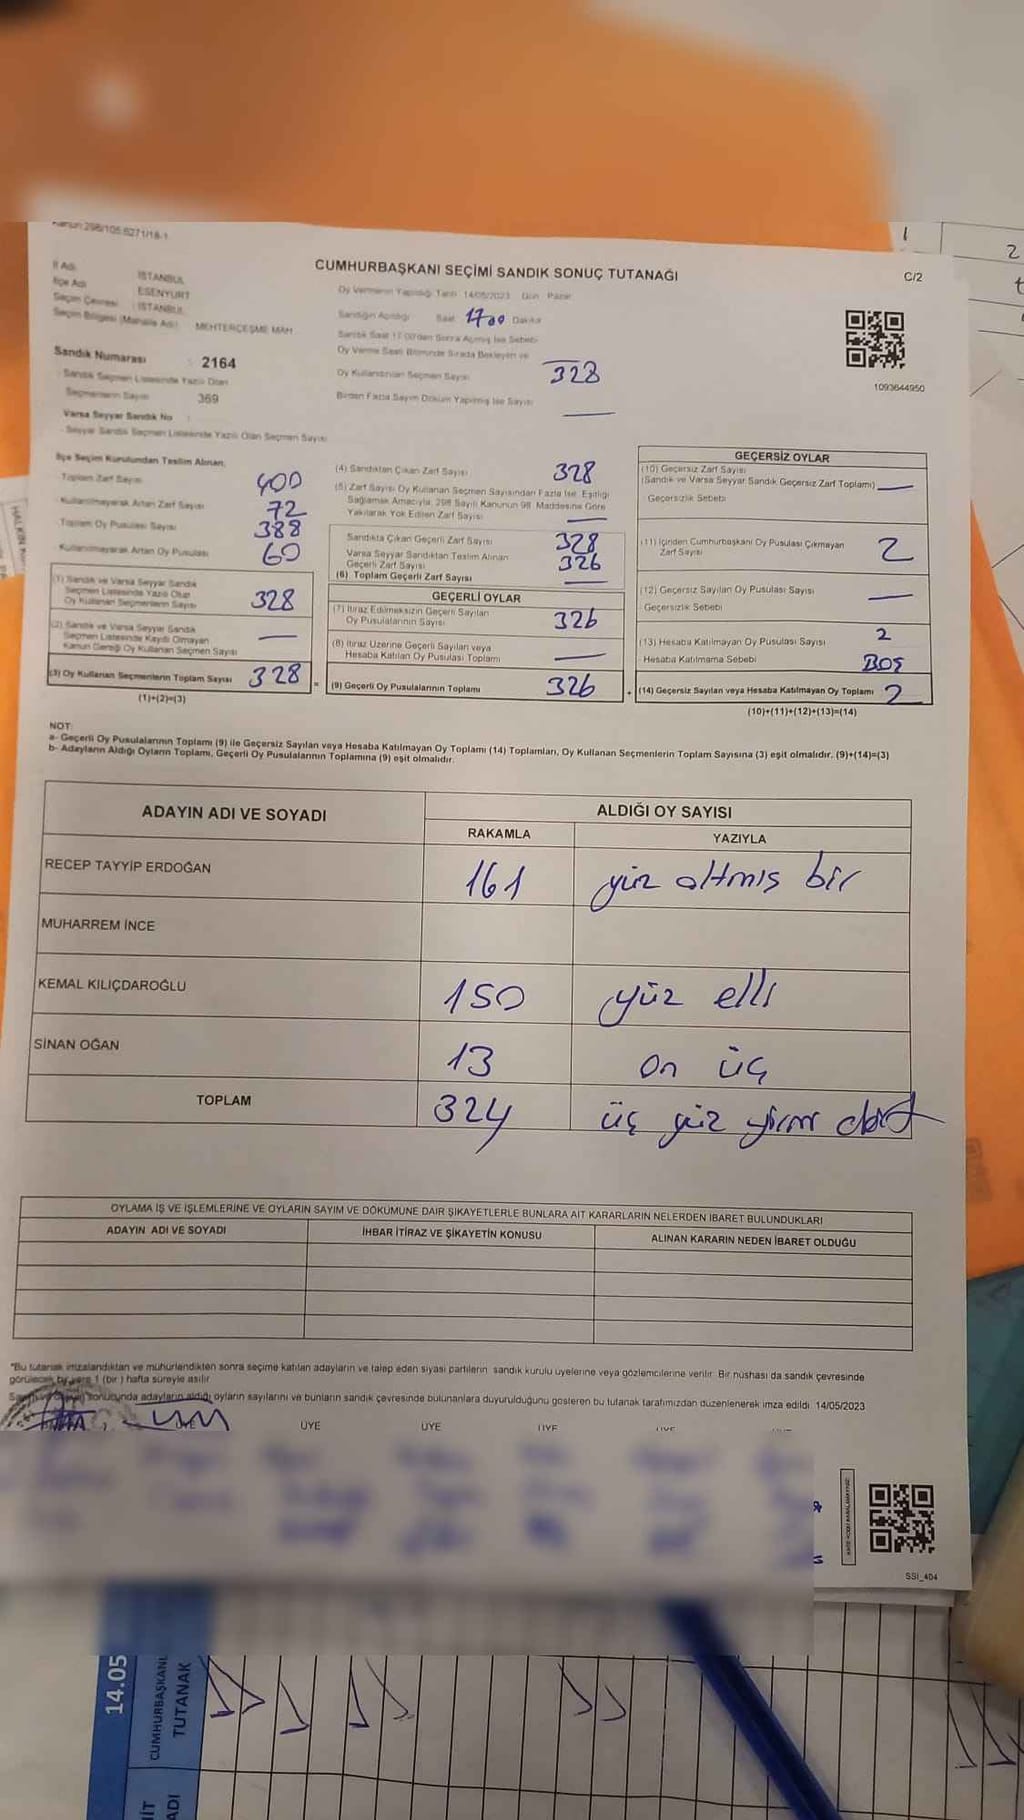 Kanun:298/105.6271/18-1
CUMHURBAŞKANI SEÇİMİ SANDIK SONUÇ TUTANAĞI
C/2
İl Adı : İSTANBUL
İlçe Adı : ESENYURT
Seçim Çevresi : İSTANBUL
Seçim Bölgesi (Mahalle Adı) : MEHTERÇEŞME MAH.
Oy Vermenin Yapıldığı Tarih 14/05/2023 Gün Pazar
Sandığın Açıldığı Saat 1700 Dakika
Sandık Saat 17.00'den Sonra Açılmış İse Sebebi
Sandık Numarası : 2164
Oy Verme Saati Bitiminde Sırada Bekleyen ve
Oy Kullandırılan Seçmen Sayısı 328
Sandık Seçmen Listesinde Yazılı Olan
Seçmenlerin Sayısı 369
Birden Fazla Sayım Döküm Yapılmış İse Sayısı —
1093644950
Varsa Seyyar Sandık No :
Seyyar Sandık Seçmen Listesinde Yazılı Olan Seçmen Sayısı
İlçe Seçim Kurulundan Teslim Alınan;
Toplam Zarf Sayısı 400
Kullanılmayarak Artan Zarf Sayısı 72
Toplam Oy Pusulası Sayısı 388
Kullanılmayarak Artan Oy Pusulası 60
(1) Sandık ve Varsa Seyyar Sandık
Seçmen Listesinde Yazılı Olup
Oy Kullanan Seçmenlerin Sayısı 328
(2) Sandık ve Varsa Seyyar Sandık
Seçmen Listesinde Kaydı Olmayan
Kanun Gereği Oy Kullanan Seçmen Sayısı —
(3) Oy Kullanan Seçmenlerin Toplam Sayısı 328
(1)+(2)=(3)
(4) Sandıktan Çıkan Zarf Sayısı 328
(5) Zarf Sayısı Oy Kullanan Seçmen Sayısından Fazla İse, Eşitliği
Sağlamak Amacıyla, 298 Sayılı Kanunun 98. Maddesine Göre
Yakılarak Yok Edilen Zarf Sayısı —
Sandıkta Çıkan Geçerli Zarf Sayısı 328
Varsa Seyyar Sandıktan Teslim Alınan
Geçerli Zarf Sayısı 326
(6) Toplam Geçerli Zarf Sayısı —
GEÇERLİ OYLAR
(7) İtiraz Edilmeksizin Geçerli Sayılan
Oy Pusulalarının Sayısı 326
(8) İtiraz Üzerine Geçerli Sayılan veya
Hesaba Katılan Oy Pusulası Toplamı —
= (9) Geçerli Oy Pusulalarının Toplamı 326
GEÇERSİZ OYLAR
(10) Geçersiz Zarf Sayısı
(Sandık ve Varsa Seyyar Sandık Geçersiz Zarf Toplamı) —
Geçersizlik Sebebi
(11) İçinden Cumhurbaşkanı Oy Pusulası Çıkmayan
Zarf Sayısı 2
(12) Geçersiz Sayılan Oy Pusulası Sayısı —
Geçersizlik Sebebi
(13) Hesaba Katılmayan Oy Pusulası Sayısı 2
Hesaba Katılmama Sebebi BOŞ
+ (14) Geçersiz Sayılan veya Hesaba Katılmayan Oy Toplamı 2
(10)+(11)+(12)+(13)=(14)
NOT:
a- Geçerli Oy Pusulalarının Toplamı (9) ile Geçersiz Sayılan veya Hesaba Katılmayan Oy Toplamı (14) Toplamları, Oy Kullanan Seçmenlerin Toplam Sayısına (3) eşit olmalıdır. (9)+(14)=(3)
b- Adayların Aldığı Oyların Toplamı, Geçerli Oy Pusulalarının Toplamına (9) eşit olmalıdır.
ADAYIN ADI VE SOYADI ALDIĞI OY SAYISI
RAKAMLA YAZIYLA
RECEP TAYYİP ERDOĞAN 161 yüz altmış bir
MUHARREM İNCE
KEMAL KILIÇDAROĞLU 150 yüz elli
SİNAN OĞAN 13 on üç
TOPLAM 324 üç yüz yirmi dört
OYLAMA İŞ VE İŞLEMLERİNE VE OYLARIN SAYIM VE DÖKÜMÜNE DAİR ŞİKAYETLERLE BUNLARA AİT KARARLARIN NELERDEN İBARET BULUNDUKLARI
ADAYIN ADI VE SOYADI İHBAR İTİRAZ VE ŞİKAYETİN KONUSU ALINAN KARARIN NEDEN İBARET OLDUĞU
"Bu tutanak imzalandıktan ve mühürlendikten sonra seçime katılan adayların ve talep eden siyasi partilerin sandık kurulu üyelerine veya gözlemcilerine verilir. Bir nüshası da sandık çevresinde
görülecek bir yere 1 (bir) hafta süreyle asılır
sonucunda adayların aldığı oyların sayılarını ve bunların sandık çevresinde bulunanlara duyurulduğunu gösteren bu tutanak tarafımızdan düzenlenerek imza edildi 14/05/2023
ÜYE ÜYE ÜYE ÜYE ÜYE
SSİ_404
14.05
CUMHURBAŞKANI
TUTANAK